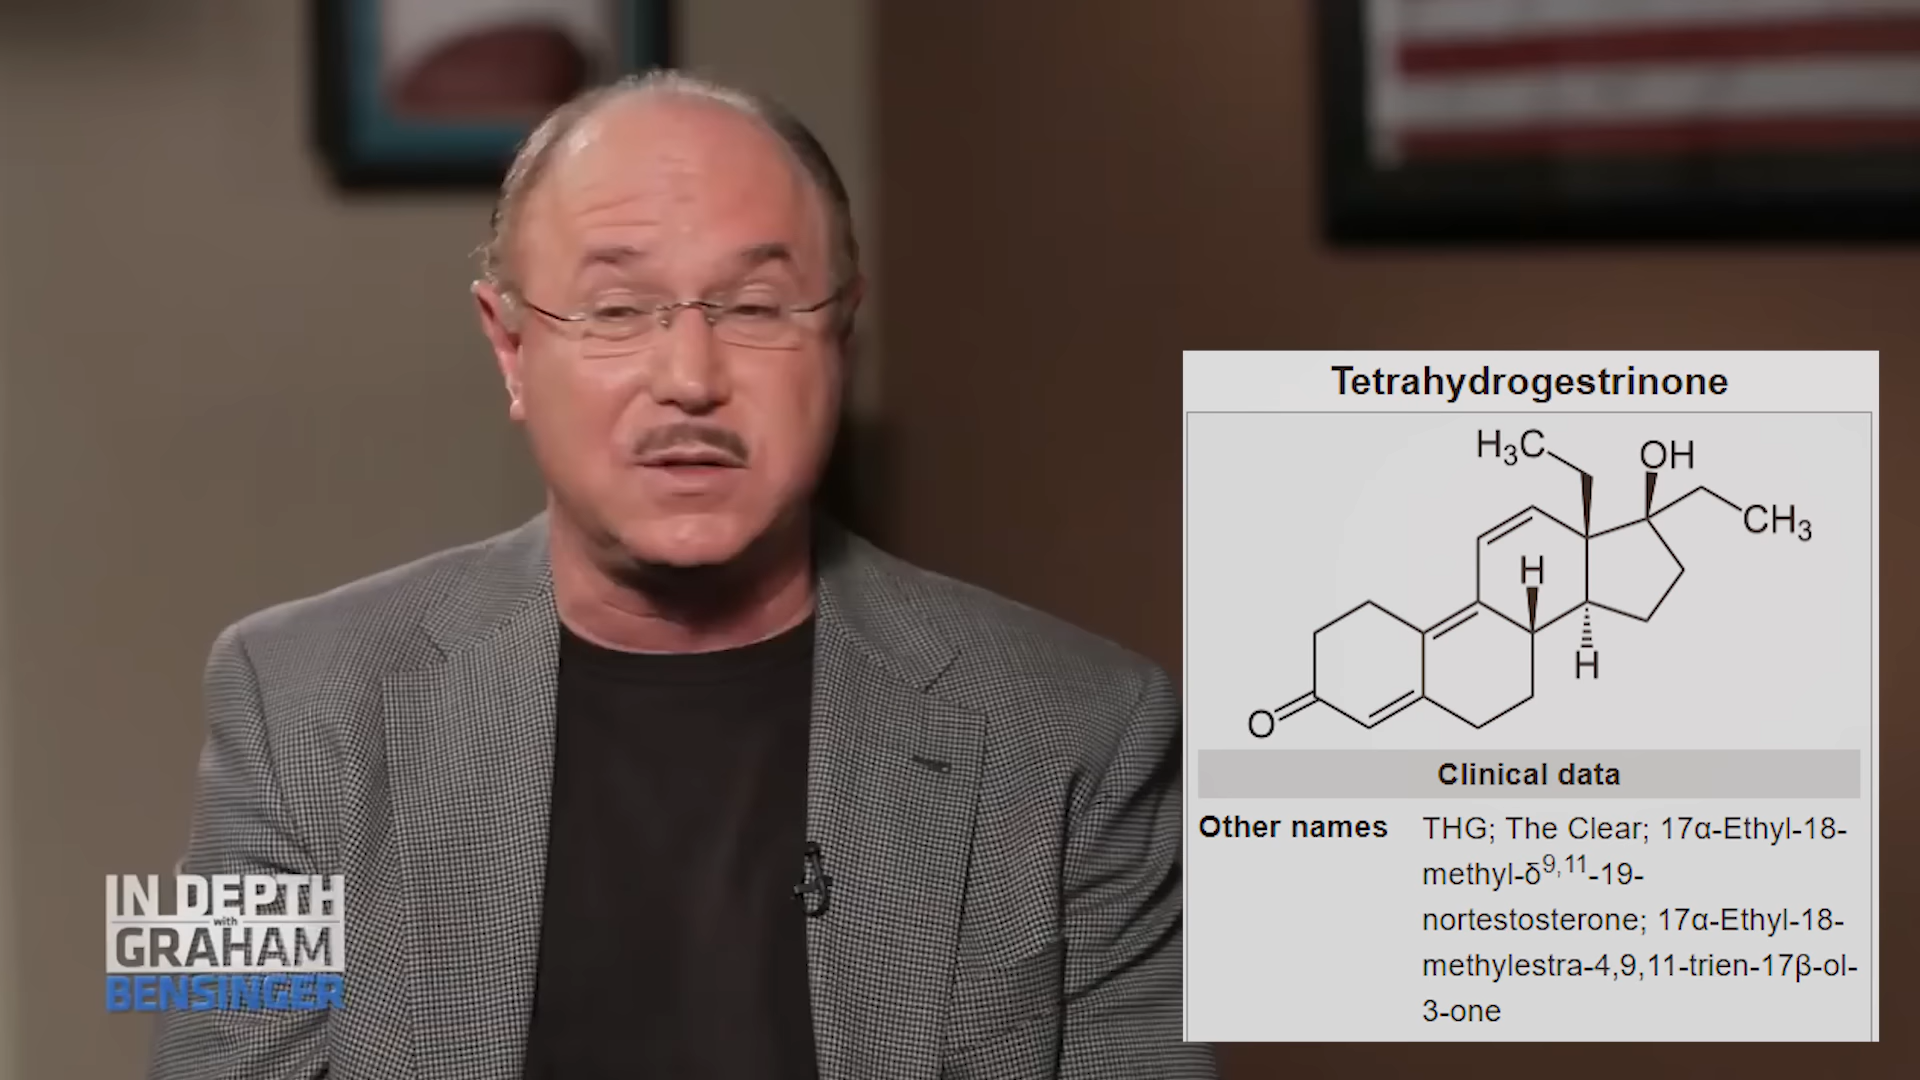 Tetrahydrogestrinone
H₃C
OH
CH₃
H
H
O
Clinical data
Other names THG; The Clear; 17α-Ethyl-18-
methyl-δ⁹,¹¹-19-
nortestosterone; 17α-Ethyl-18-
methylestra-4,9,11-trien-17β-ol-
3-one
IN DEPTH
with
GRAHAM
BENSINGER